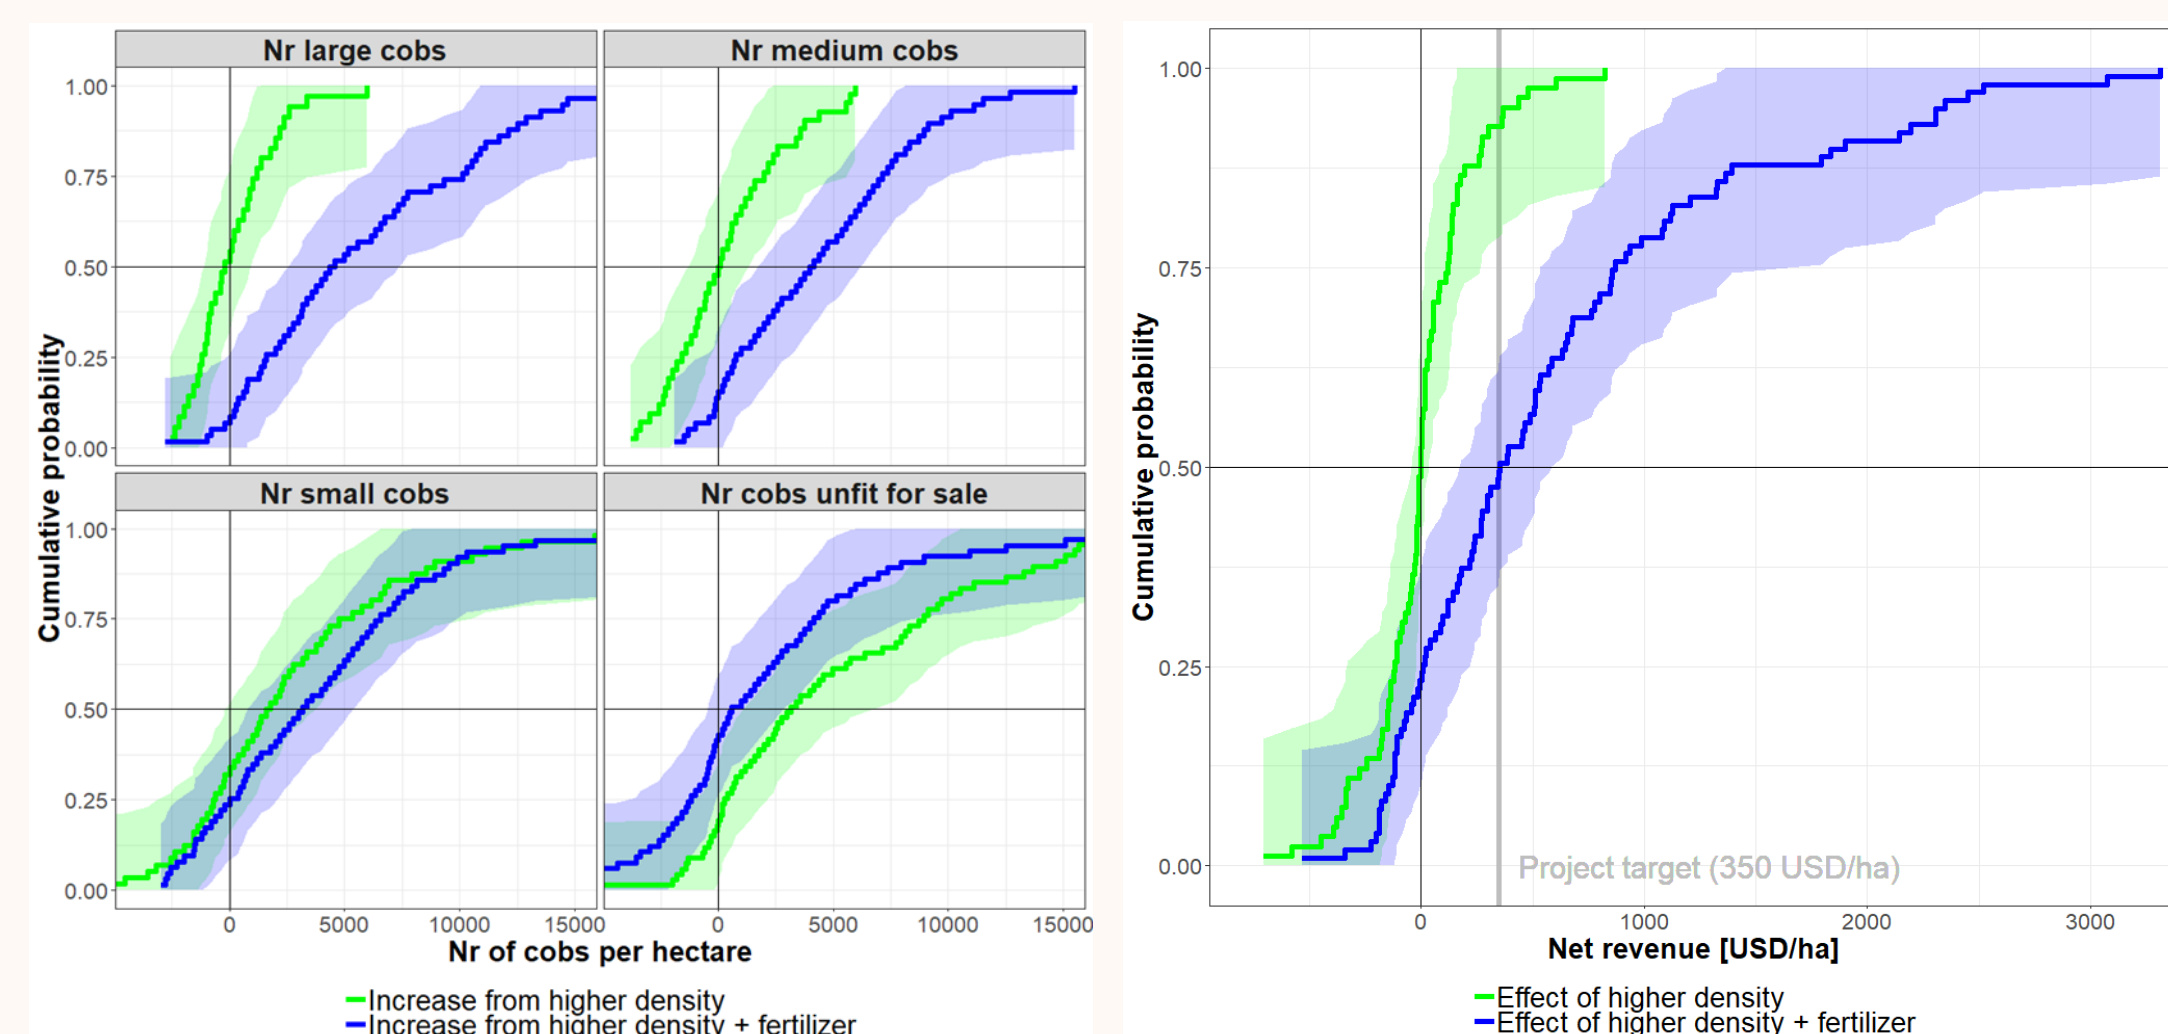 Nr large cobs
Nr medium cobs
1.00
0.75
0.50
0.25
0.00
Nr small cobs
Nr cobs unfit for sale
1.00
0.75
0.50
0.25
0.00
Cumulative probability
0 5000 10000 15000
0 5000 10000 15000
Nr of cobs per hectare
Increase from higher density
Increase from higher density + fertilizer
1.00
0.75
0.50
0.25
0.00
Cumulative probability
Project target (350 USD/ha)
0 1000 2000 3000
Net revenue [USD/ha]
Effect of higher density
Effect of higher density + fertilizer